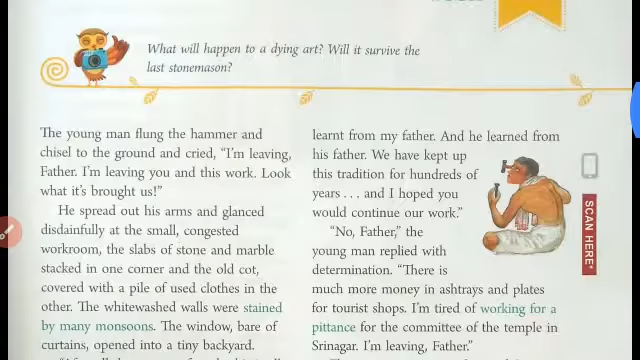 What will happen to a dying art? Will it survive the
last stonemason?
The young man flung the hammer and
chisel to the ground and cried, “I’m leaving,
Father. I’m leaving you and this work. Look
what it’s brought us!”
He spread out his arms and glanced
disdainfully at the small, congested
workroom, the slabs of stone and marble
stacked in one corner and the old cot,
covered with a pile of used clothes in the
other. The whitewashed walls were stained
by many monsoons. The window, bare of
curtains, opened into a tiny backyard.
learnt from my father. And he learned from
his father. We have kept up
this tradition for hundreds of
years . . . and I hoped you
would continue our work.”
“No, Father,” the
young man replied with
determination. “There is
much more money in ashtrays and plates
for tourist shops. I’m tired of working for a
pittance for the committee of the temple in
Srinagar. I’m leaving, Father.”
SCAN HERE*